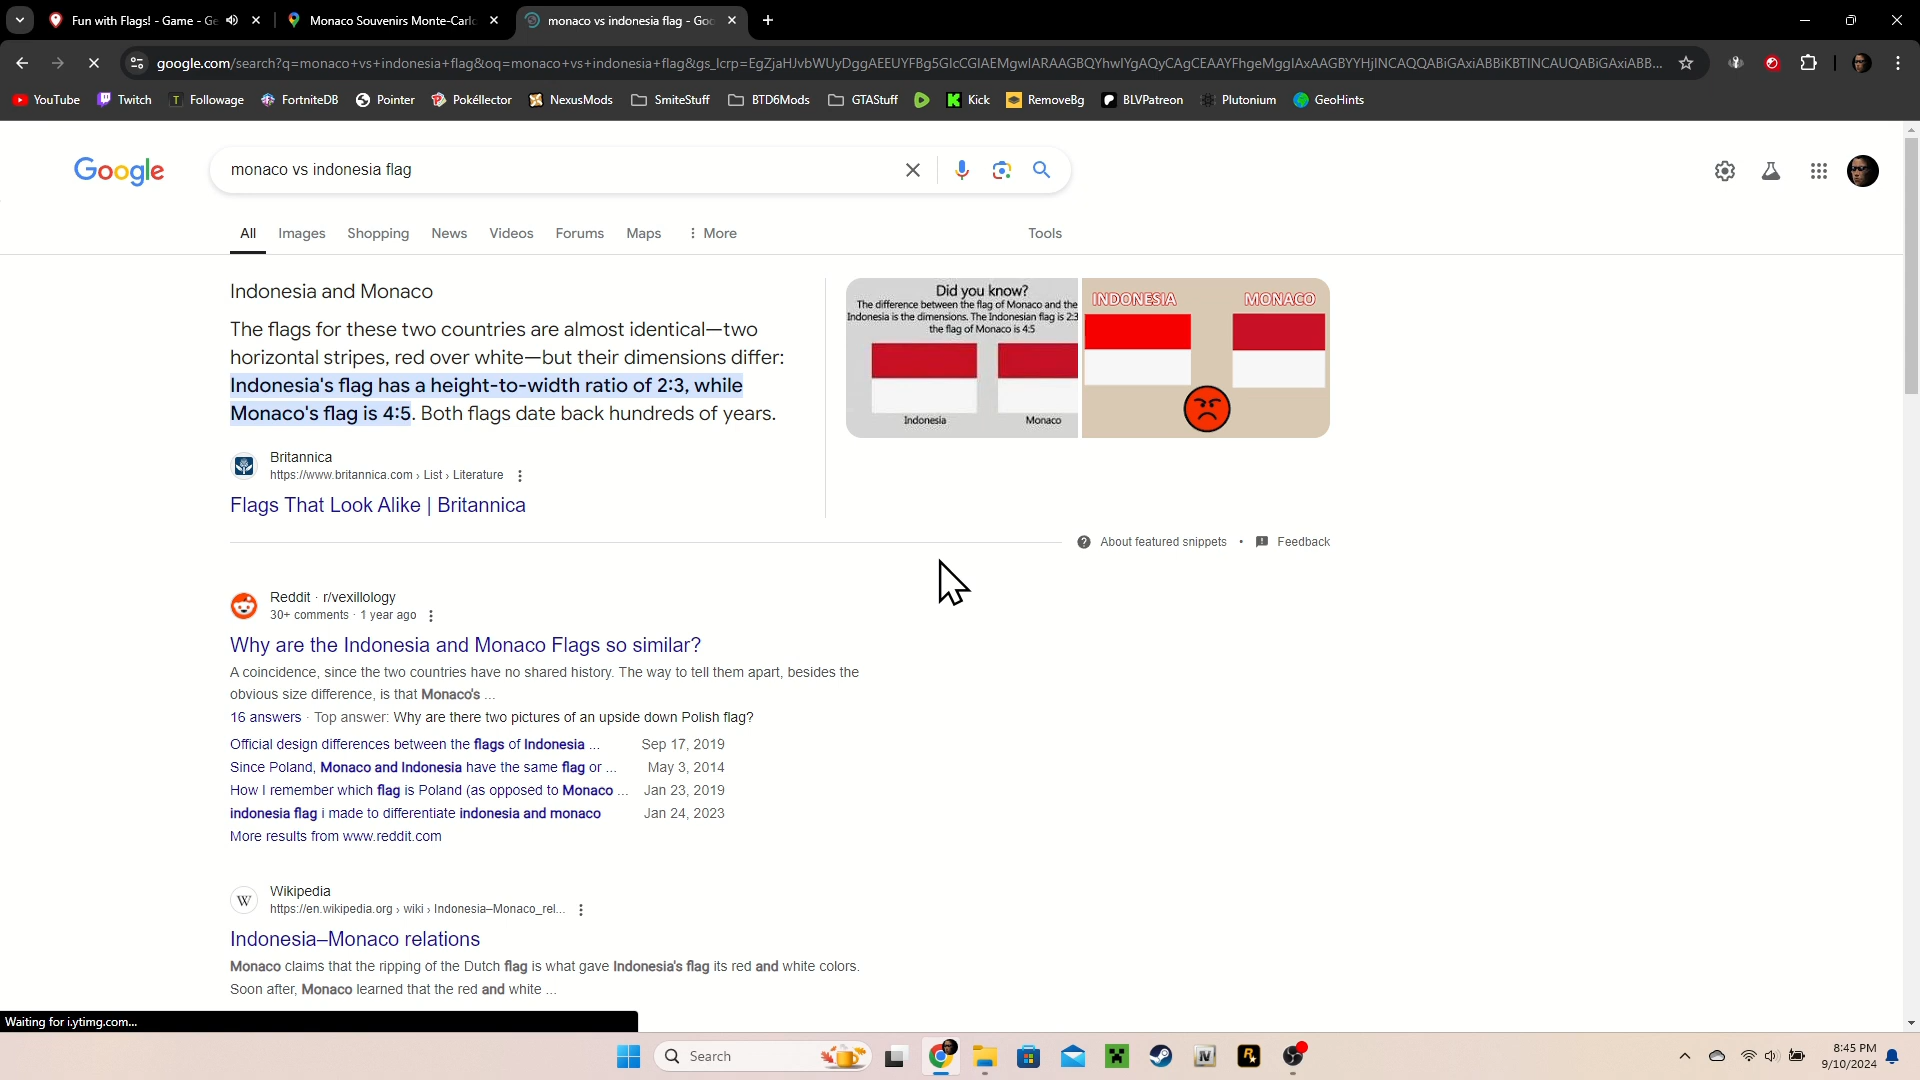 Fun with Flags! - Game - Ge
Monaco Souvenirs Monte-Carlo
monaco vs indonesia flag - Goo
google.com/search?q=monaco+vs+indonesia+flag&oq=monaco+vs+indonesia+flag&gs_lcrp=
YouTube Twitch Followage FortniteDB Pointer Pokéllector NexusMods SmiteStuff BTD6Mods GTAStuff Kick RemoveBg BLVPatreon Plutonium GeoHints
Google
monaco vs indonesia flag
All Images Shopping News Videos Forums Maps More Tools
Indonesia and Monaco
The flags for these two countries are almost identical—two
horizontal stripes, red over white—but their dimensions differ:
Indonesia's flag has a height-to-width ratio of 2:3, while
Monaco's flag is 4:5. Both flags date back hundreds of years.
Did you know?
The difference between the flag of Monaco and the
Indonesia is the dimensions. The Indonesian flag is 2:3
the flag of Monaco is 4:5
Indonesia Monaco
INDONESIA MONACO
Britannica
https://www.britannica.com › List › Literature
Flags That Look Alike | Britannica
About featured snippets • Feedback
Reddit · r/vexillology
30+ comments · 1 year ago
Why are the Indonesia and Monaco Flags so similar?
A coincidence, since the two countries have no shared history. The way to tell them apart, besides the
obvious size difference, is that Monaco's ...
16 answers · Top answer: Why are there two pictures of an upside down Polish flag?
Official design differences between the flags of Indonesia ... Sep 17, 2019
Since Poland, Monaco and Indonesia have the same flag or ... May 3, 2014
How I remember which flag is Poland (as opposed to Monaco ... Jan 23, 2019
indonesia flag i made to differentiate indonesia and monaco Jan 24, 2023
More results from www.reddit.com
W
Wikipedia
https://en.wikipedia.org › wiki › Indonesia–Monaco_rel...
Indonesia–Monaco relations
Monaco claims that the ripping of the Dutch flag is what gave Indonesia's flag its red and white colors.
Soon after, Monaco learned that the red and white ...
Waiting for i.ytimg.com...
Search
8:45 PM
9/10/2024